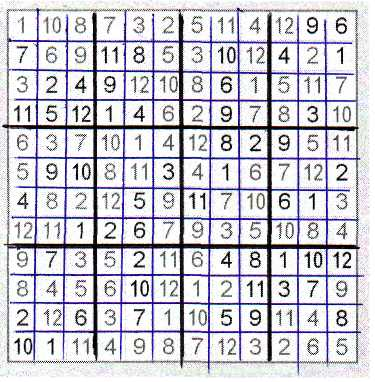 1 10 8 7 3 2 5 11 4 12 9 6
7 6 9 11 8 5 3 10 12 4 2 1
3 2 4 9 12 10 8 6 1 5 11 7
11 5 12 1 4 6 2 9 7 8 3 10
6 3 7 10 1 4 12 8 2 9 5 11
5 9 10 8 11 3 4 1 6 7 12 2
4 8 2 12 5 9 11 7 10 6 1 3
12 11 1 2 6 7 9 3 5 10 8 4
9 7 3 5 2 11 6 4 8 1 10 12
8 4 5 6 10 12 1 2 11 3 7 9
2 12 6 3 7 1 10 5 9 11 4 8
10 1 11 4 9 8 7 12 3 2 6 5